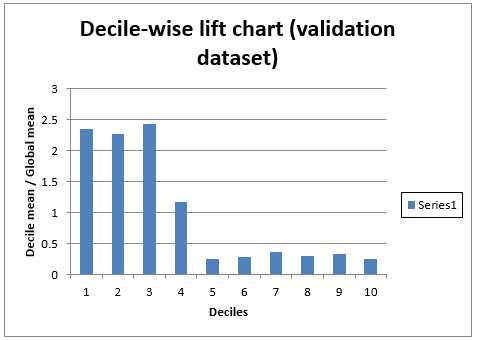 Decile-wise lift chart (validation
dataset)
Decile mean / Global mean
3
2.5
2
1.5
1
0.5
0
1 2 3 4 5 6 7 8 9 10
Deciles
Series1